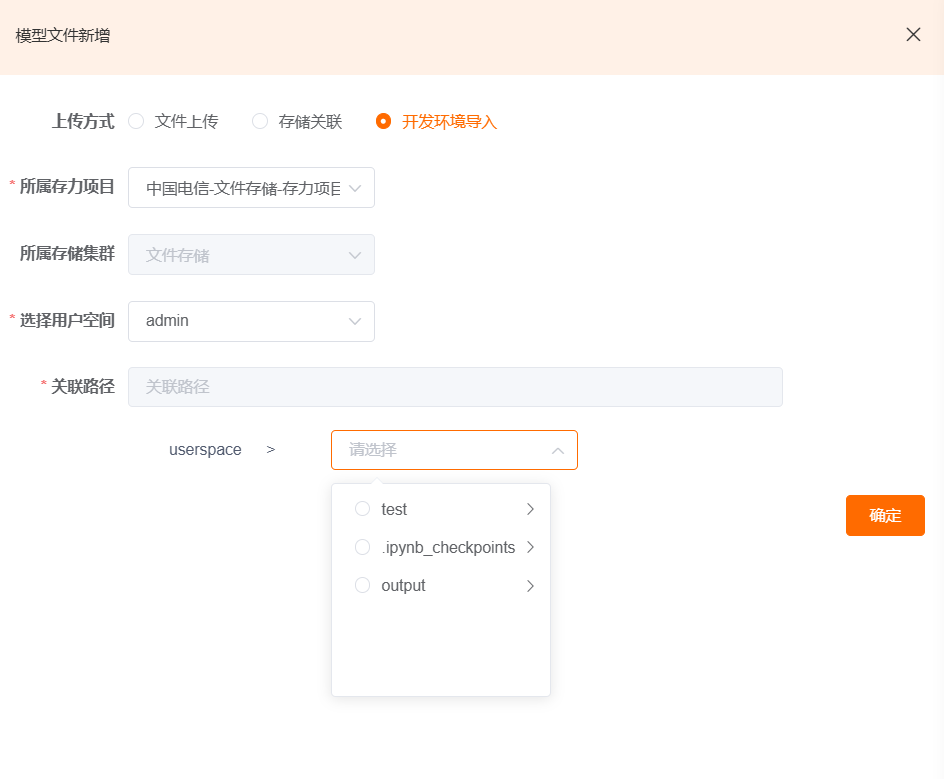 模型文件新增
上传方式 文件上传 存储关联 开发环境导入
* 所属存力项目 中国电信-文件存储-存力项目
所属存储集群 文件存储
* 选择用户空间 admin
* 关联路径 关联路径
userspace > 请选择
test
.ipynb_checkpoints
output
确定